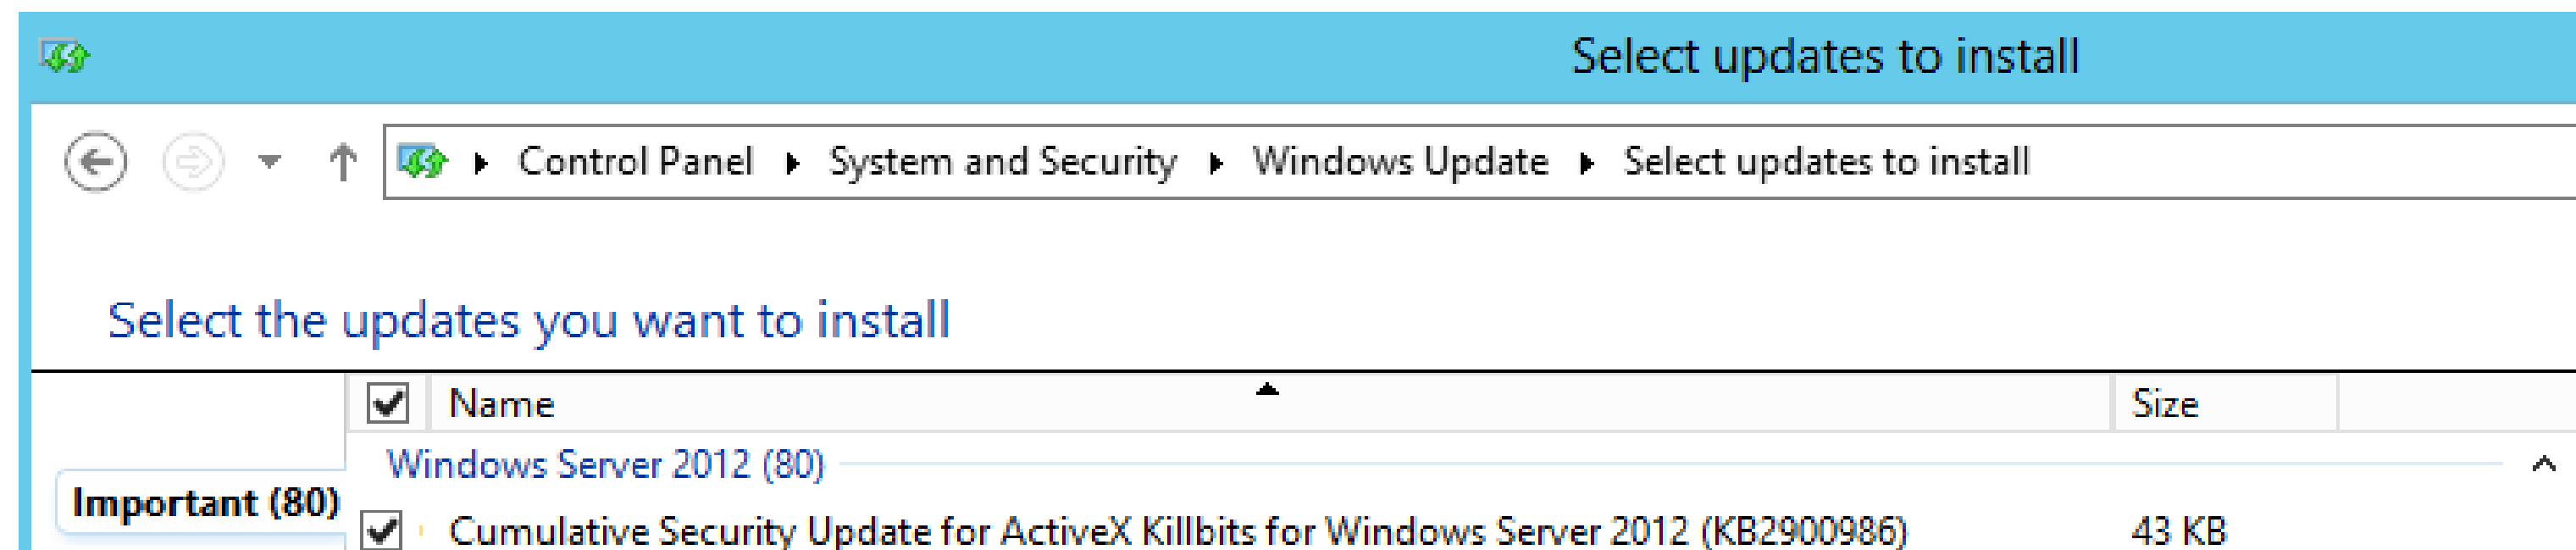 Select updates to install
Control Panel System and Security Windows Update Select updates to install
Select the updates you want to install
Name Size
Windows Server 2012 (80)
Important (80)
Cumulative Security Update for ActiveX Killbits for Windows Server 2012 (KB2900986) 43 KB